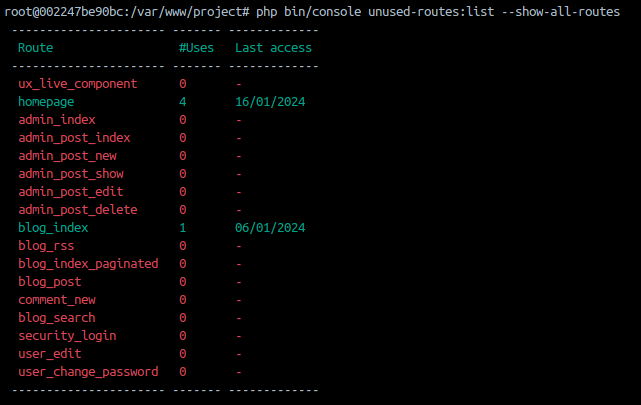 root@002247be90bc:/var/www/project# php bin/console unused-routes:list --show-all-routes
---------------------- ------- -------------
Route #Uses Last access
---------------------- ------- -------------
ux_live_component 0 -
homepage 4 16/01/2024
admin_index 0 -
admin_post_index 0 -
admin_post_new 0 -
admin_post_show 0 -
admin_post_edit 0 -
admin_post_delete 0 -
blog_index 1 06/01/2024
blog_rss 0 -
blog_index_paginated 0 -
blog_post 0 -
comment_new 0 -
blog_search 0 -
security_login 0 -
user_edit 0 -
user_change_password 0 -
---------------------- ------- -------------